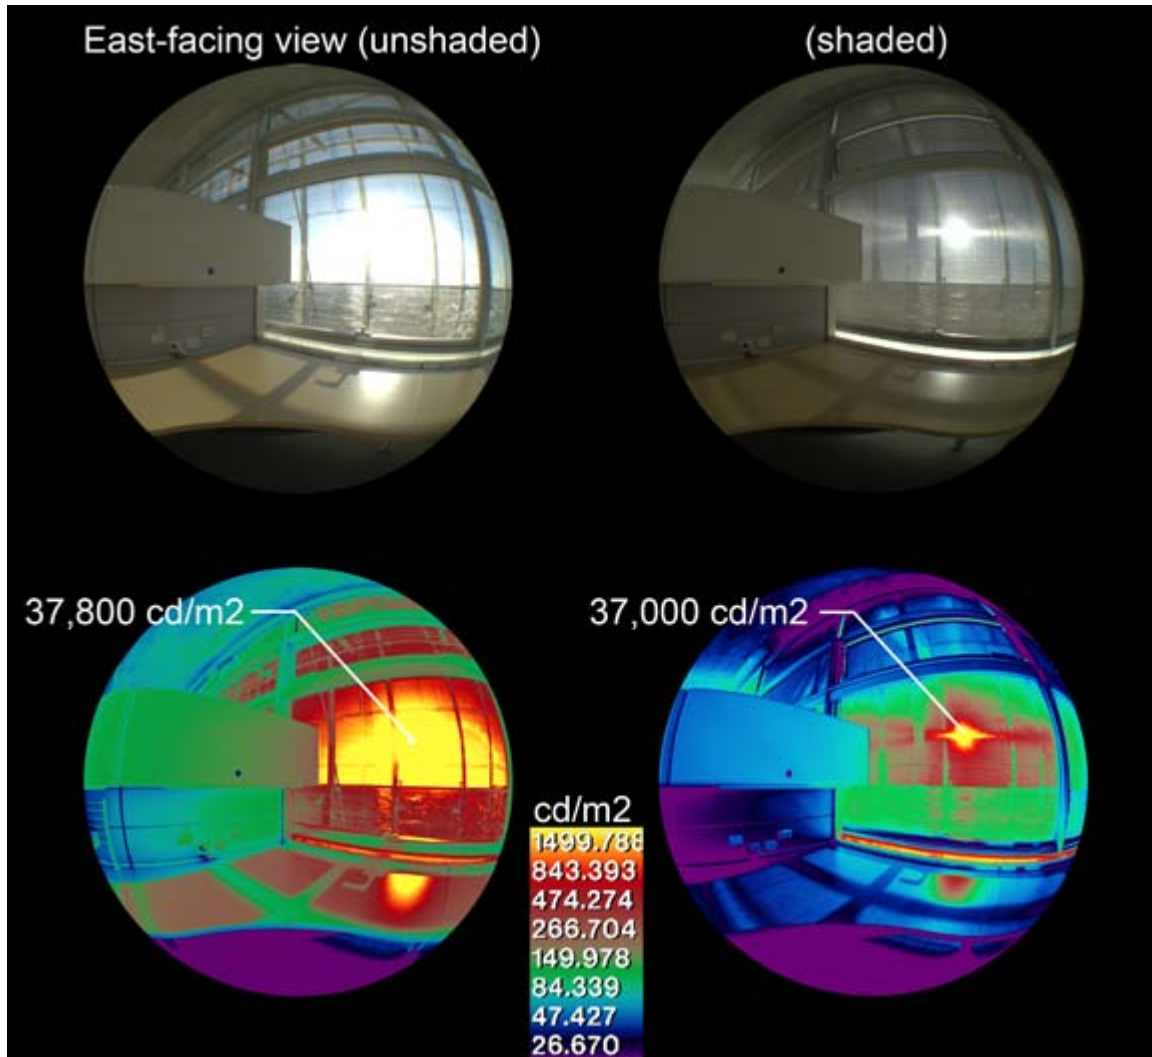 East-facing view (unshaded)
(shaded)
37,800 cd/m2
37,000 cd/m2
cd/m2
1499.788
843.393
474.274
266.704
149.978
84.339
47.427
26.670